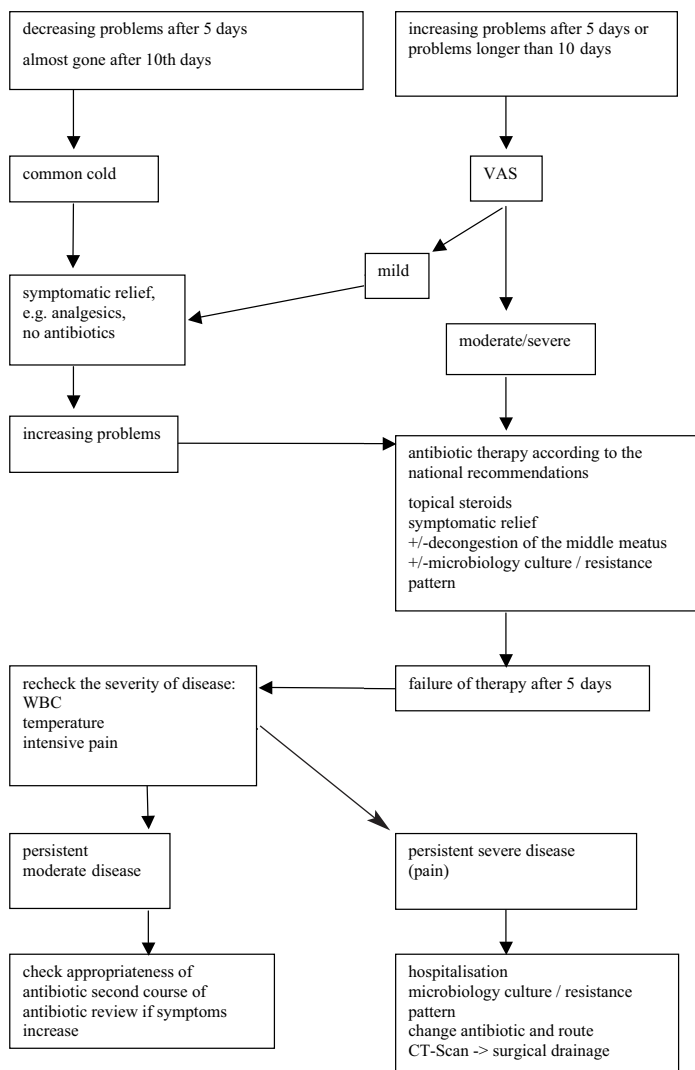 decreasing problems after 5 days
almost gone after 10th days
increasing problems after 5 days or
problems longer than 10 days
common cold
VAS
mild
symptomatic relief,
e.g. analgesics,
no antibiotics
moderate/severe
increasing problems
antibiotic therapy according to the
national recommendations
topical steroids
symptomatic relief
+/-decongestion of the middle meatus
+/-microbiology culture / resistance
pattern
recheck the severity of disease:
WBC
temperature
intensive pain
failure of therapy after 5 days
persistent
moderate disease
persistent severe disease
(pain)
check appropriateness of
antibiotic second course of
antibiotic review if symptoms
increase
hospitalisation
microbiology culture / resistance
pattern
change antibiotic and route
CT-Scan -> surgical drainage